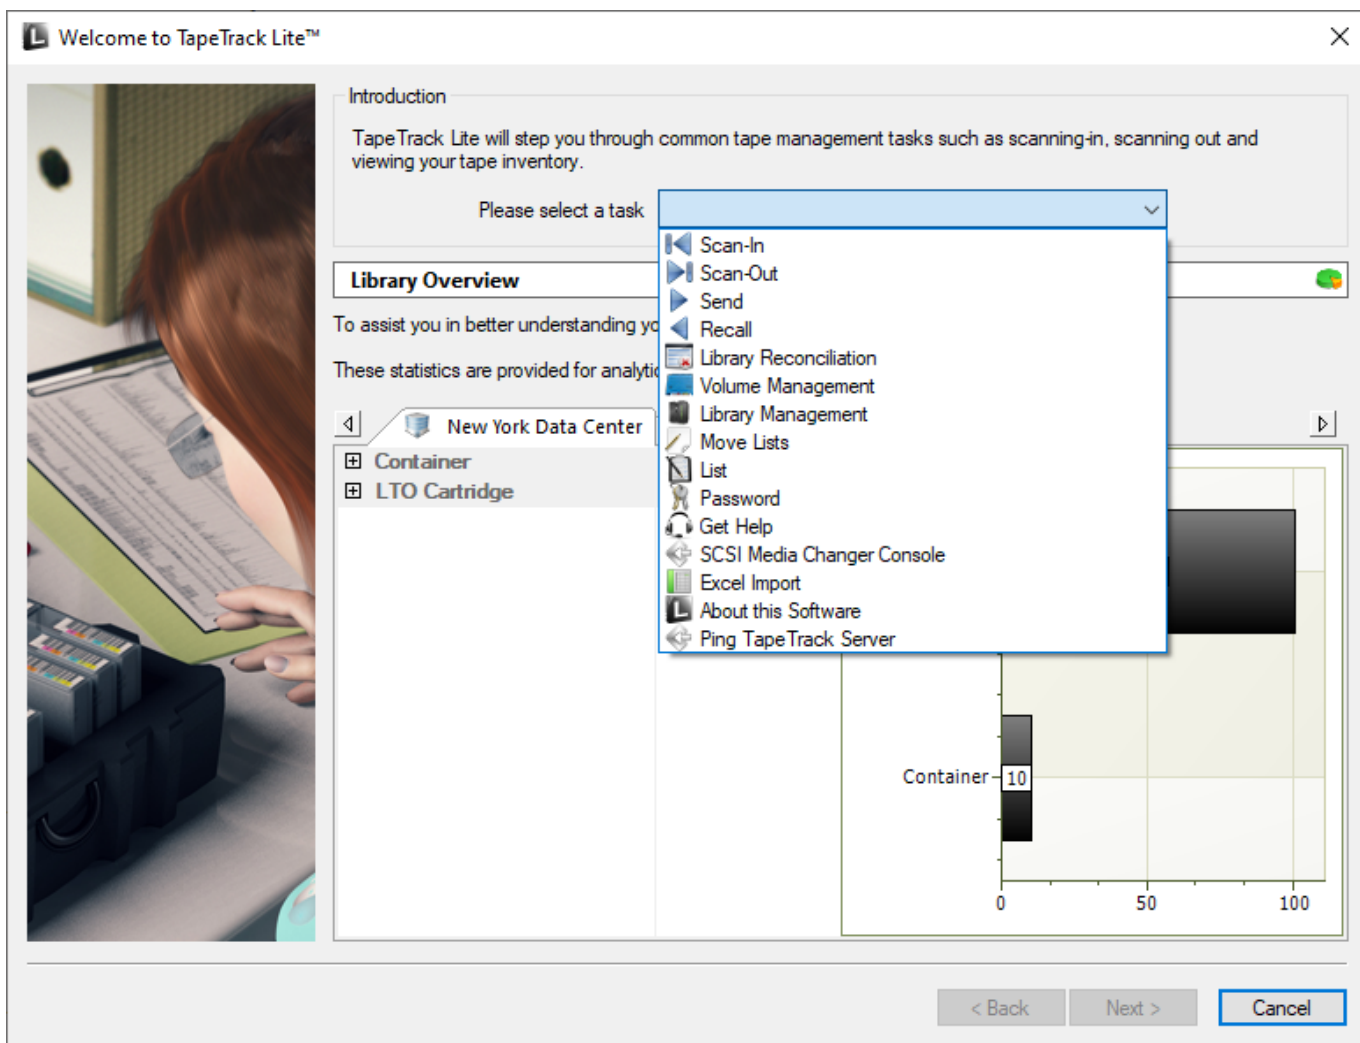 Welcome to TapeTrack Lite™
Introduction
TapeTrack Lite will step you through common tape management tasks such as scanning-in, scanning out and
viewing your tape inventory.
Please select a task
Scan-In
Scan-Out
Send
Recall
Library Reconciliation
Volume Management
Library Management
Move Lists
List
Password
Get Help
SCSI Media Changer Console
Excel Import
About this Software
Ping TapeTrack Server
Library Overview
To assist you in better understanding
These statistics are provided for
New York Data Center
Container
LTO Cartridge
Container
10
0 50 100
< Back Next > Cancel